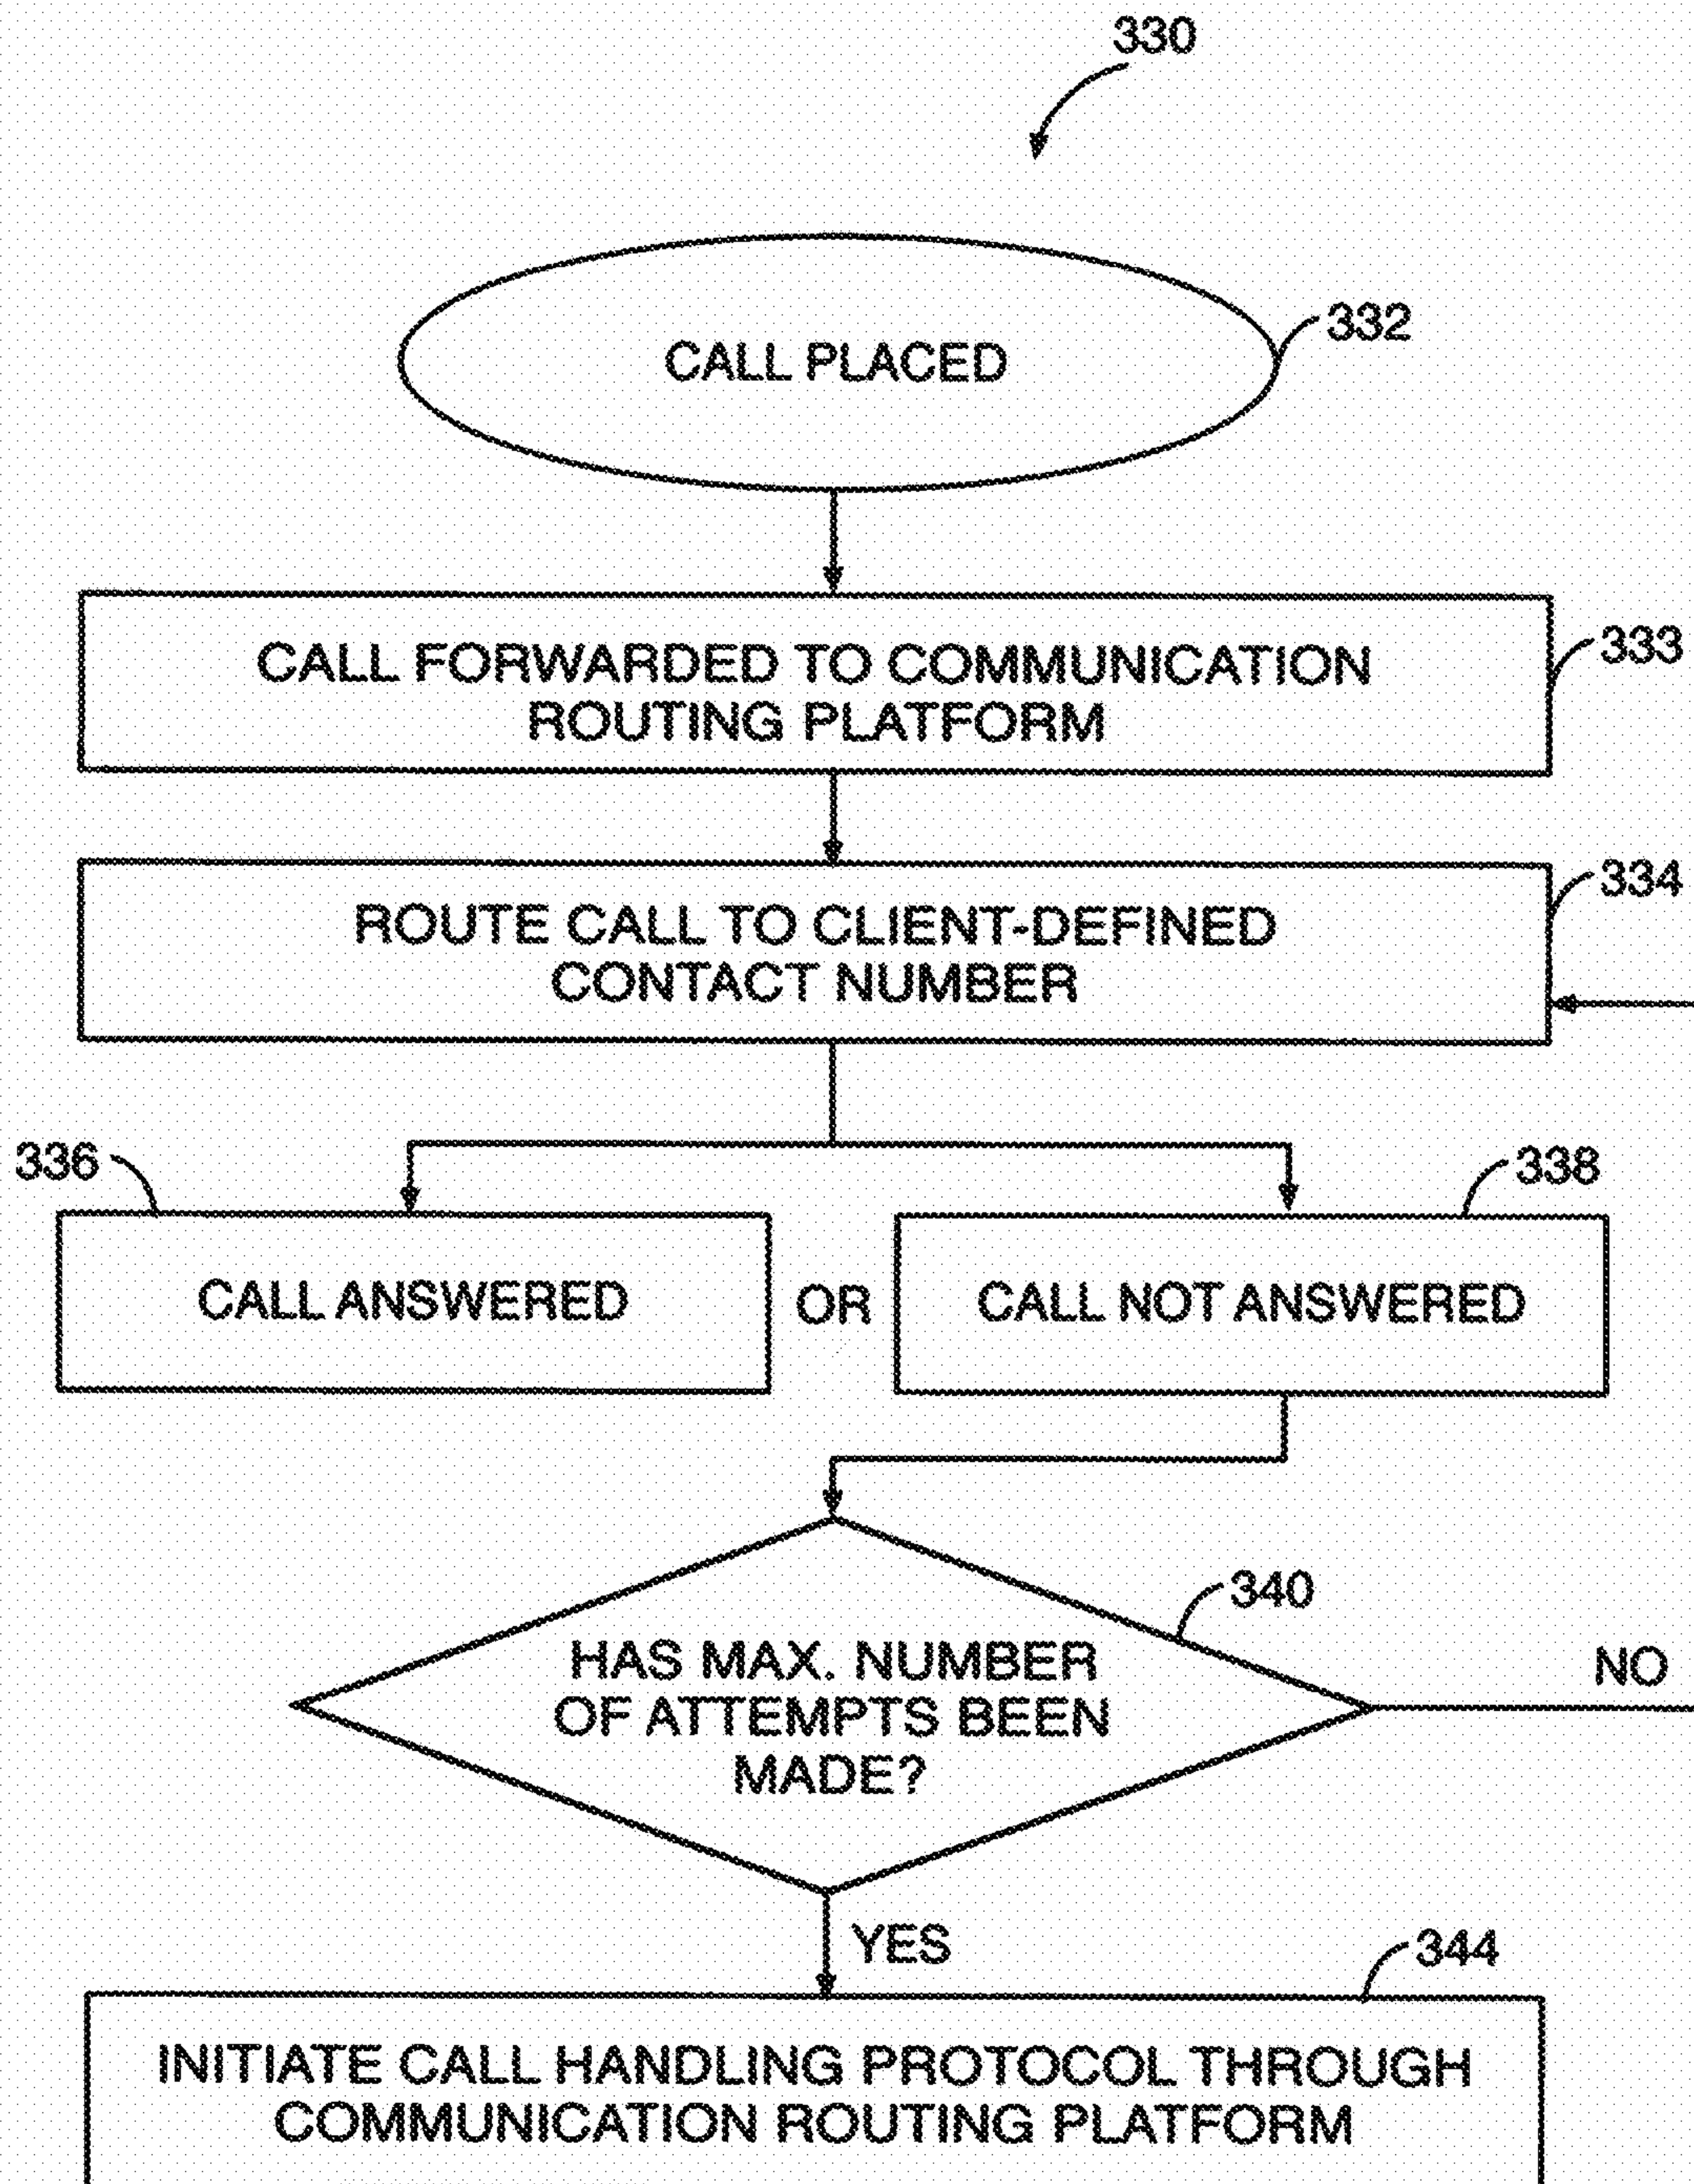 330
CALL PLACED
332
CALL FORWARDED TO COMMUNICATION
ROUTING PLATFORM
333
ROUTE CALL TO CLIENT-DEFINED
CONTACT NUMBER
334
336
338
CALL ANSWERED
OR
CALL NOT ANSWERED
340
HAS MAX. NUMBER
OF ATTEMPTS BEEN
MADE?
NO
YES
344
INITIATE CALL HANDLING PROTOCOL THROUGH
COMMUNICATION ROUTING PLATFORM